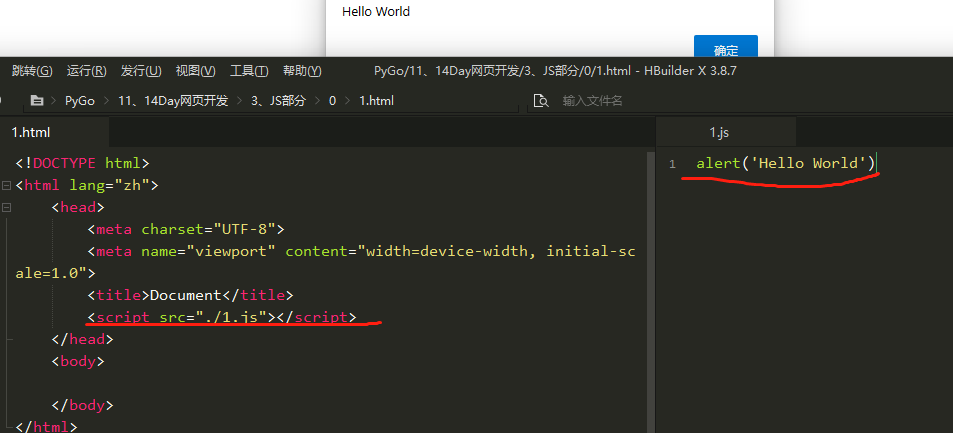 Hello World
确定
跳转(G) 运行(R) 发行(U) 视图(V) 工具(T) 帮助(Y) PyGo/11、14Day网页开发/3、JS部分/0/1.html - HBuilder X 3.8.7
PyGo > 11、14Day网页开发 > 3、JS部分 > 0 > 1.html 输入文件名
1.html 1.js
<!DOCTYPE html>
<html lang="zh">
<head>
<meta charset="UTF-8">
<meta name="viewport" content="width=device-width, initial-sc
ale=1.0">
<title>Document</title>
<script src="./1.js"></script>
</head>
<body>
</body>
</html>
1 alert('Hello World')